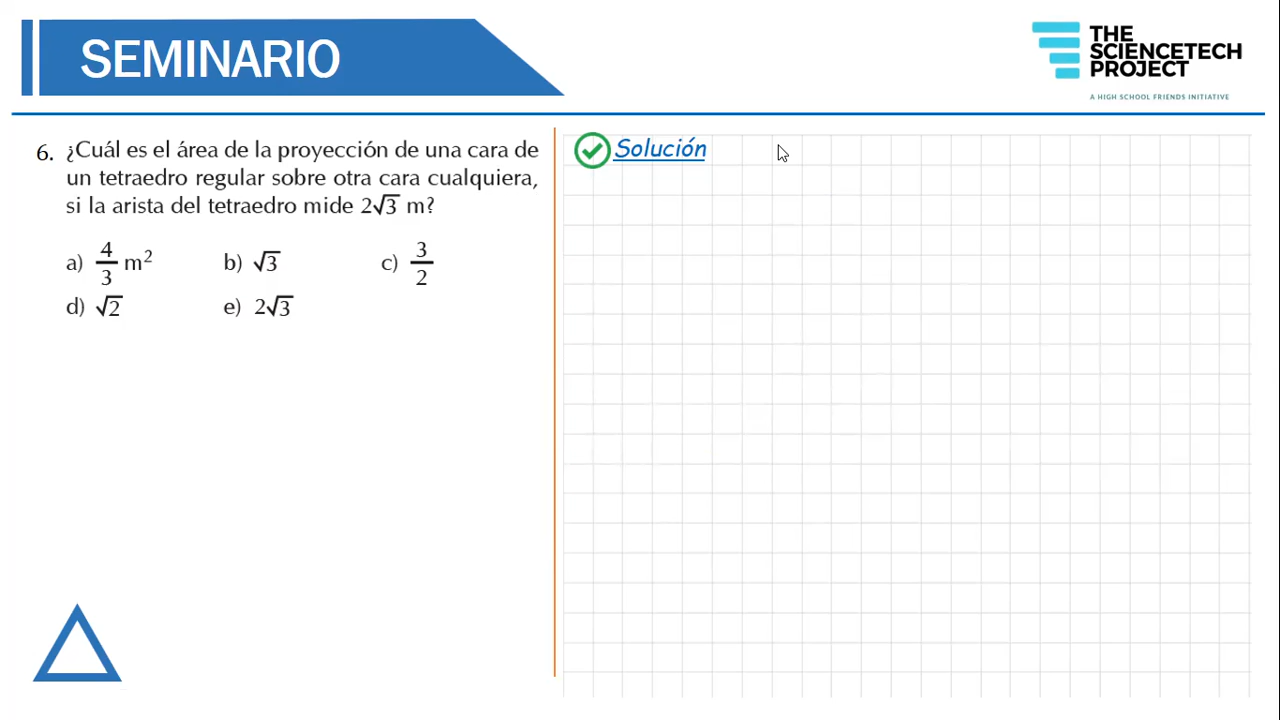 SEMINARIO
THE
SCIENCETECH
PROJECT
A HIGH SCHOOL FRIENDS INITIATIVE
6. ¿Cuál es el área de la proyección de una cara de
un tetraedro regular sobre otra cara cualquiera,
si la arista del tetraedro mide 2√3 m?
a) 4/3 m² b) √3 c) 3/2
d) √2 e) 2√3
Solución